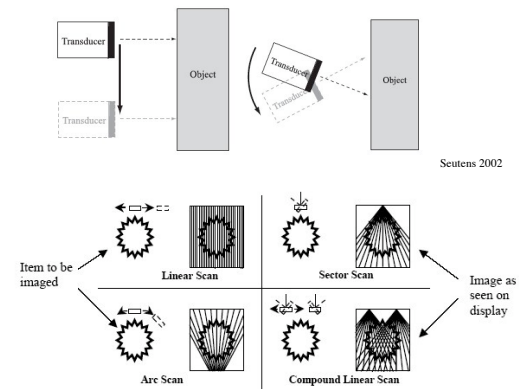 Transducer
Object
Transducer
Transducer
Transducer
Object
Seutens 2002
Item to be
imaged
Linear Scan
Sector Scan
Image as
seen on
display
Arc Scan
Compound Linear Scan